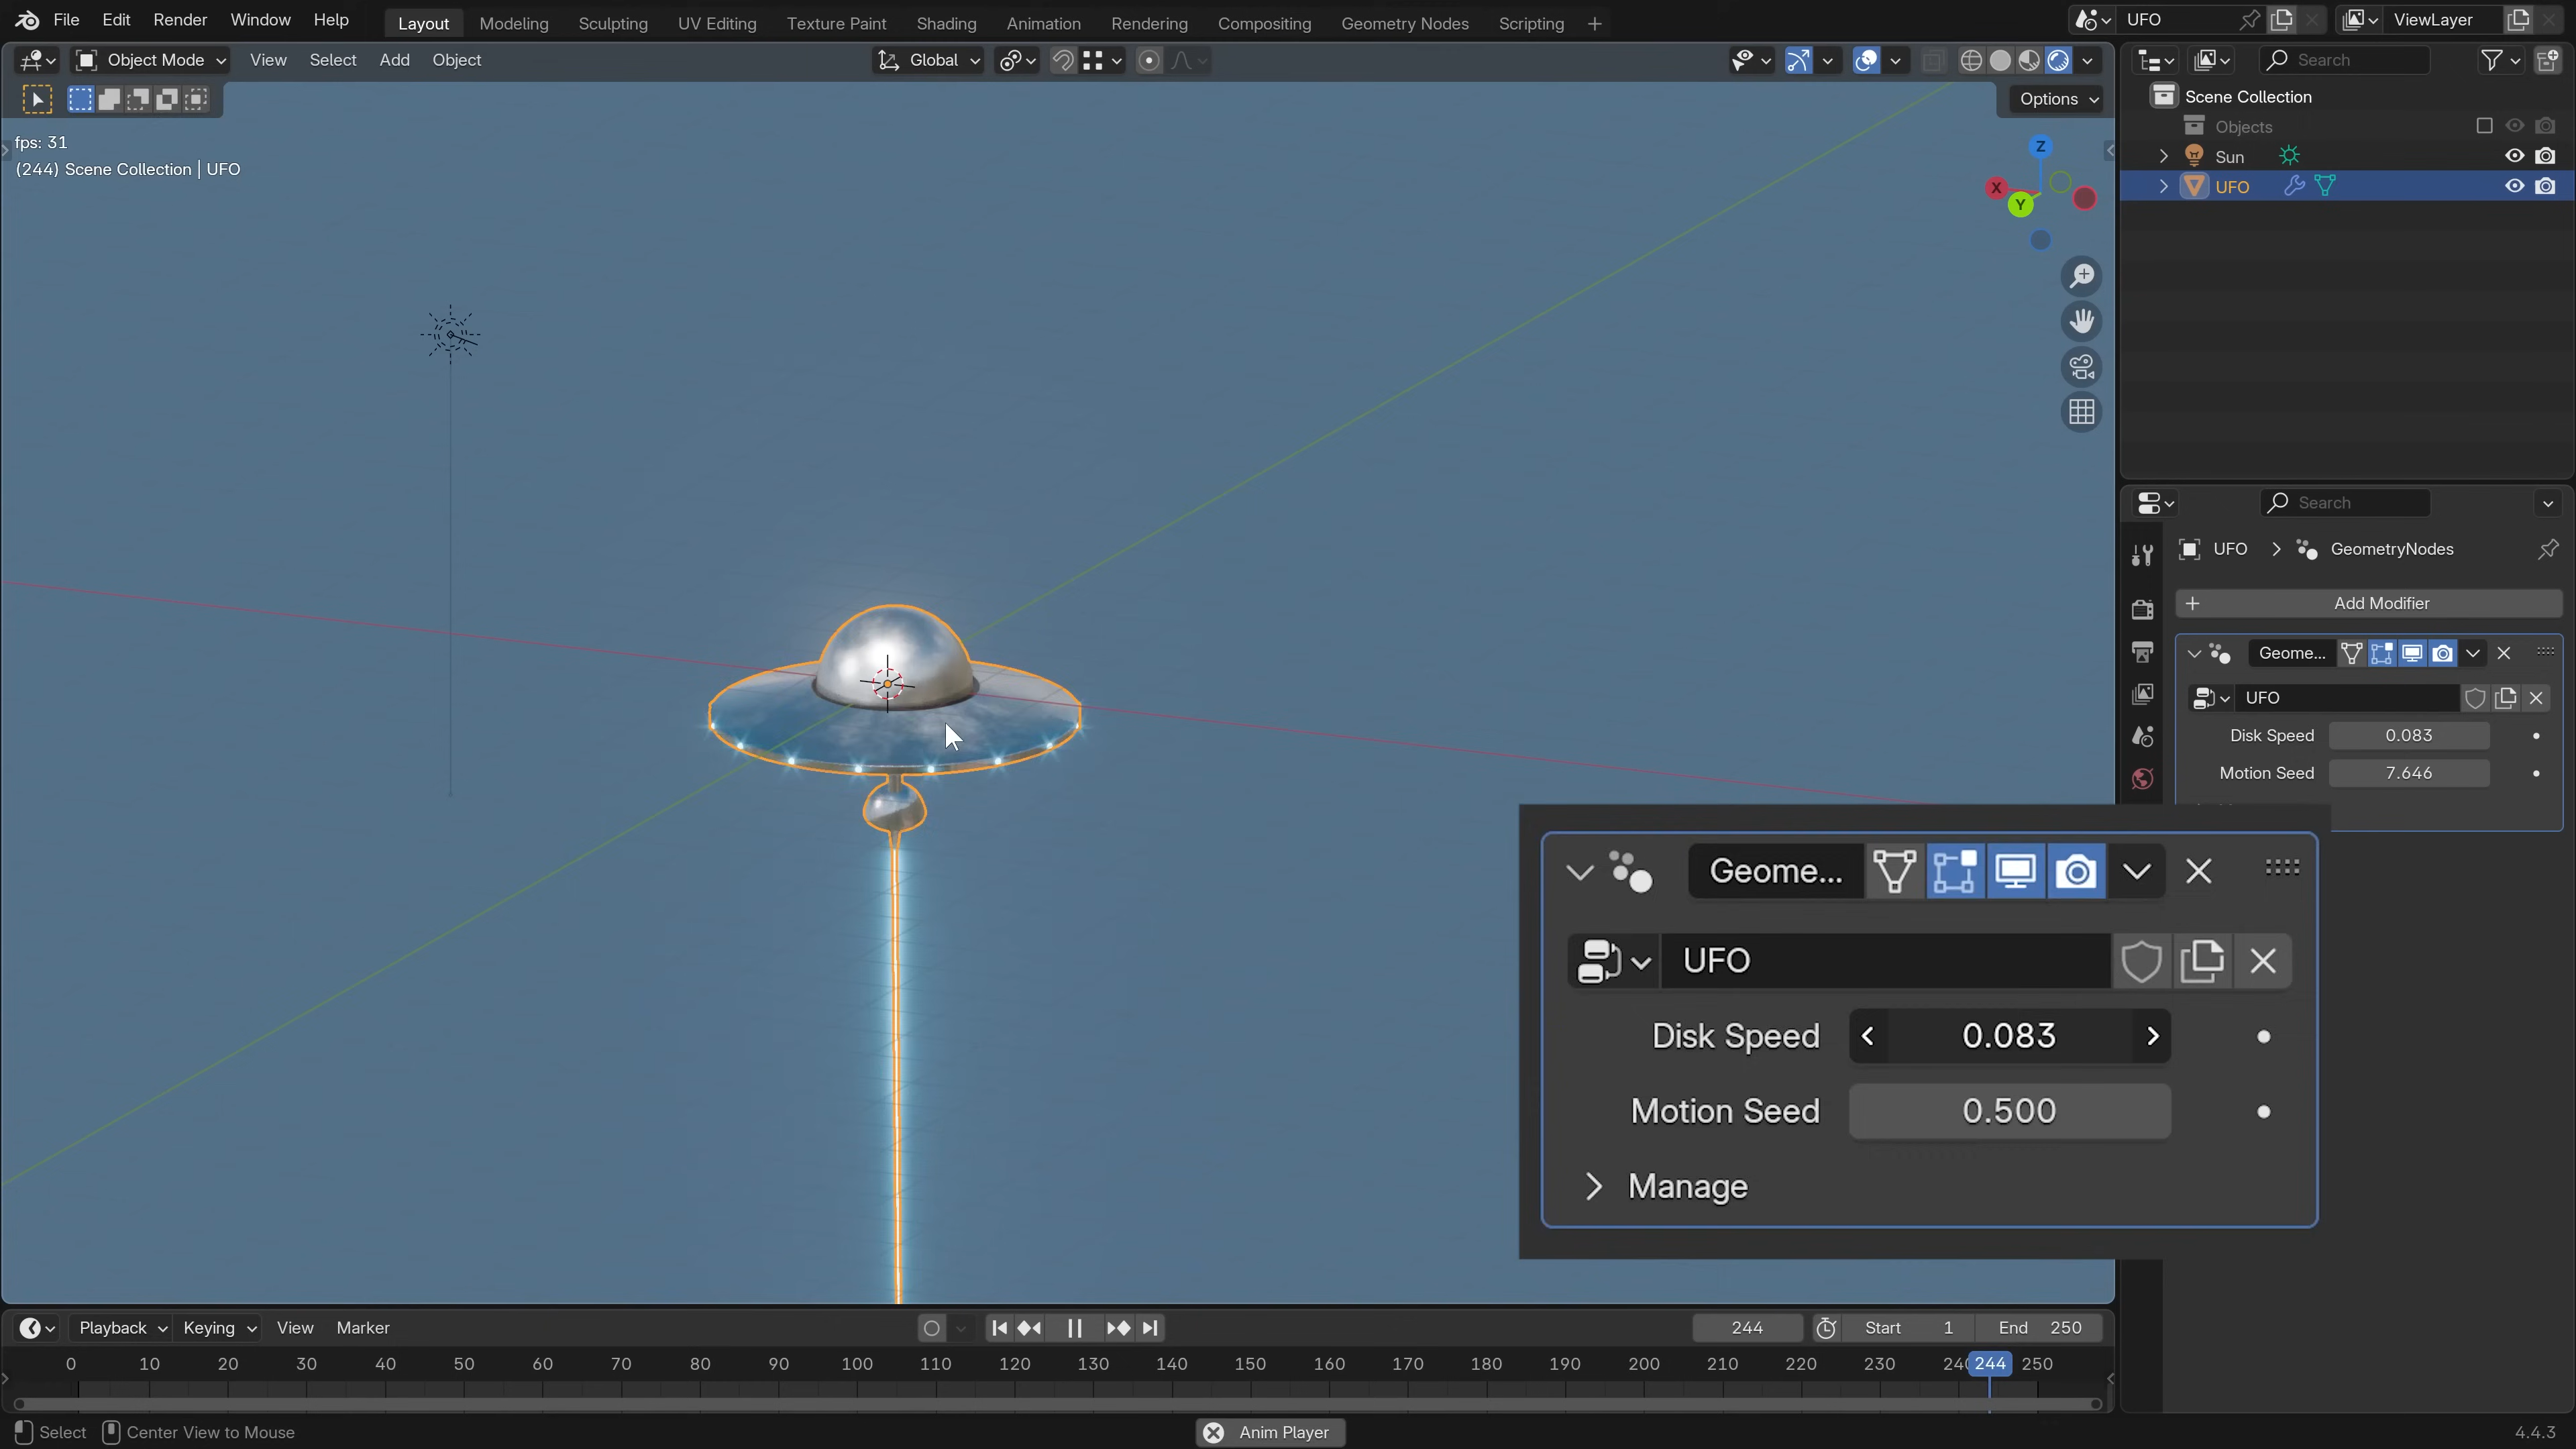 File Edit Render Window Help Layout Modeling Sculpting UV Editing Texture Paint Shading Animation Rendering Compositing Geometry Nodes Scripting + UFO ViewLayer
Object Mode View Select Add Object Global Search
Options
fps: 31
(244) Scene Collection | UFO
Z
X
Y
Scene Collection
Objects
Sun
UFO
Search
UFO > GeometryNodes
+ Add Modifier
Geome...
UFO
Disk Speed 0.083
Motion Seed 7.646
Geome...
UFO
Disk Speed 0.083
Motion Seed 0.500
Manage
Playback Keying View Marker 244 Start 1 End 250
0 10 20 30 40 50 60 70 80 90 100 110 120 130 140 150 160 170 180 190 200 210 220 230 244 250
Select Center View to Mouse Anim Player 4.4.3